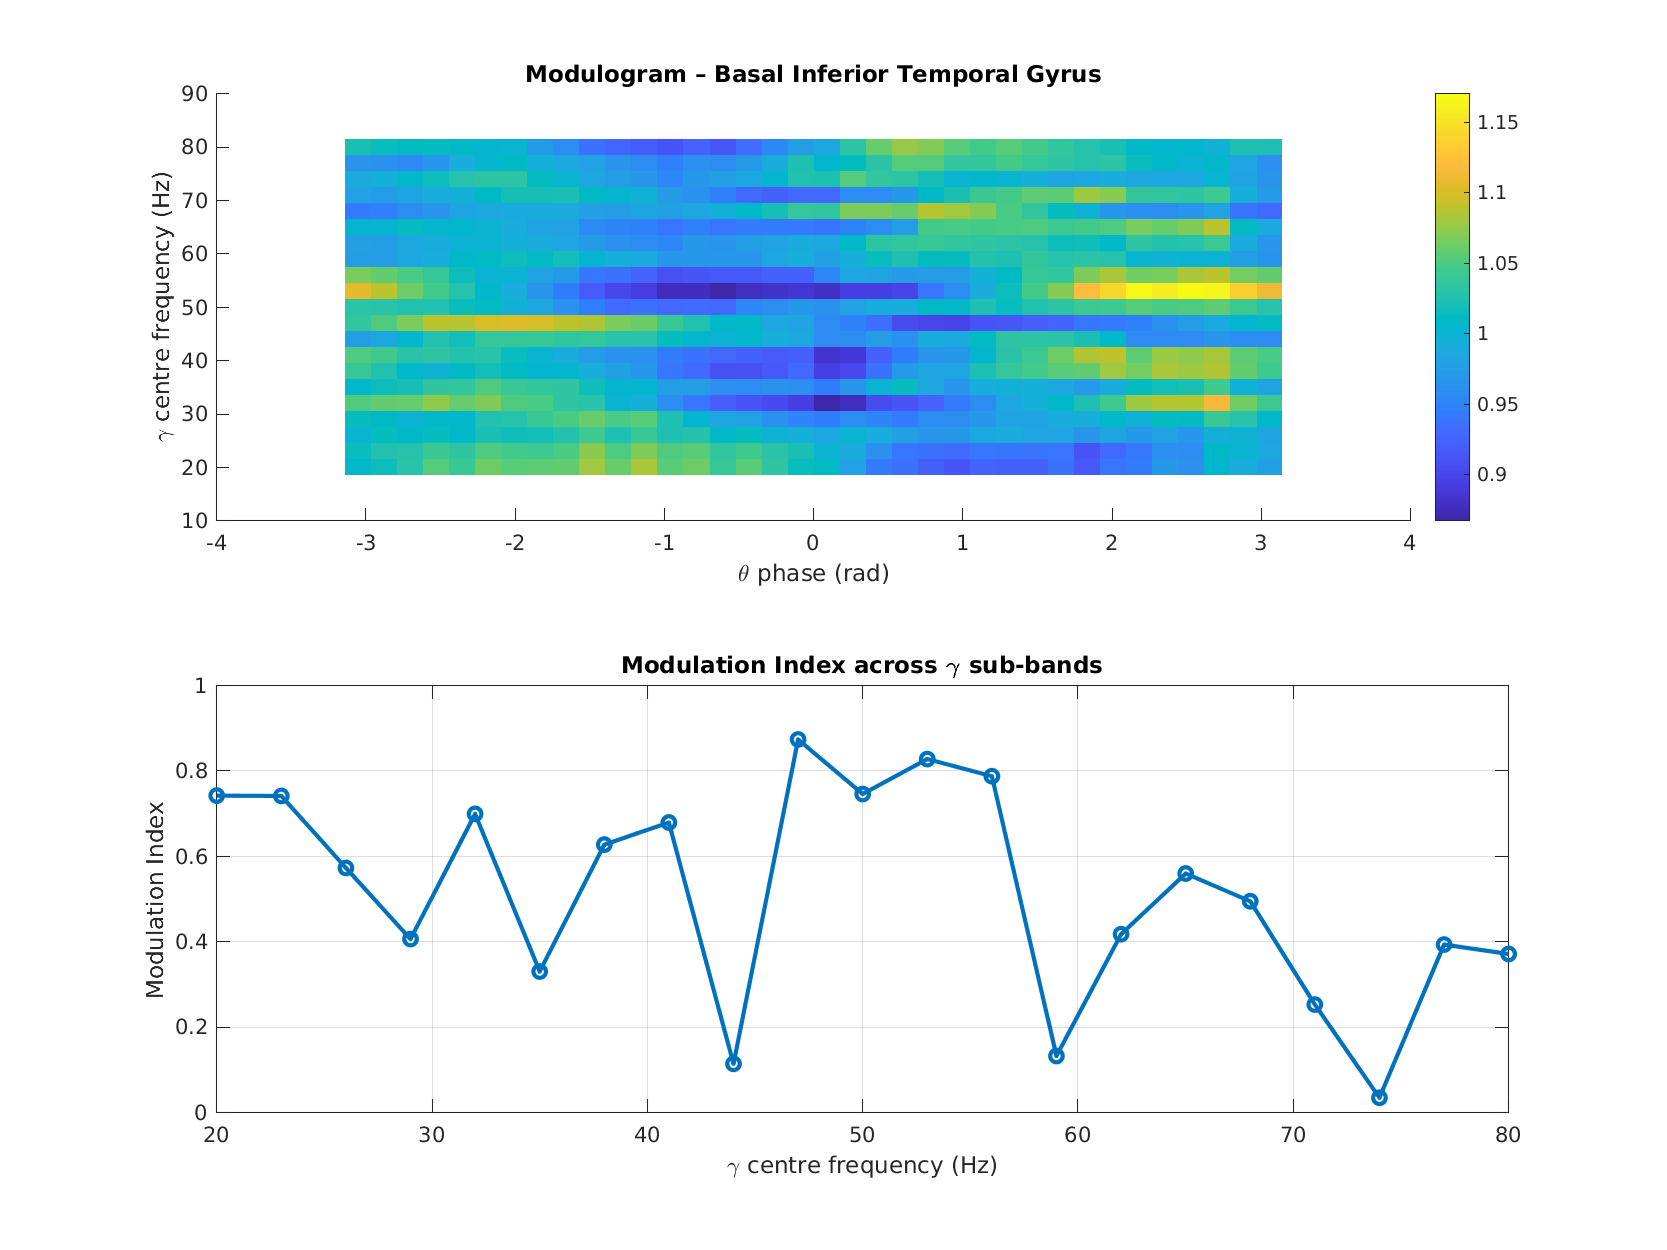 Modulogram – Basal Inferior Temporal Gyrus
90
80
70
60
50
40
30
20
10
γ centre frequency (Hz)
-4 -3 -2 -1 0 1 2 3 4
θ phase (rad)
1.15
1.1
1.05
1
0.95
0.9
Modulation Index across γ sub-bands
1
0.8
0.6
0.4
0.2
0
Modulation Index
20 30 40 50 60 70 80
γ centre frequency (Hz)